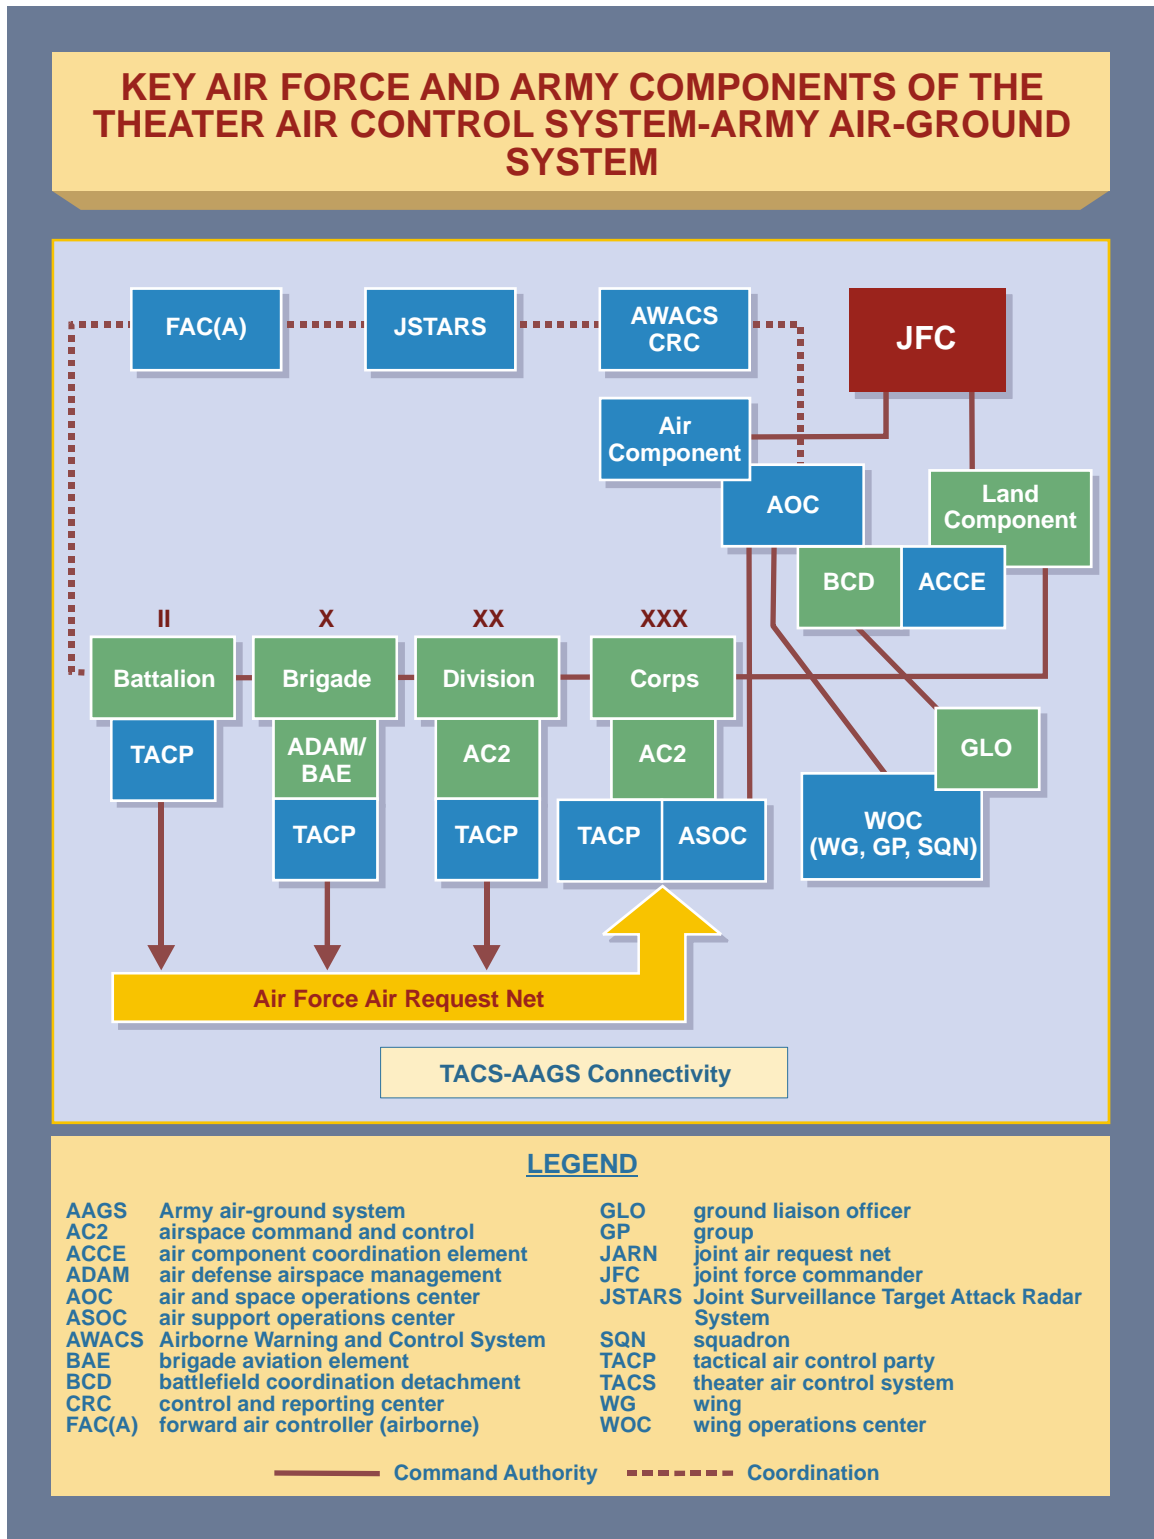 KEY AIR FORCE AND ARMY COMPONENTS OF THE
THEATER AIR CONTROL SYSTEM-ARMY AIR-GROUND
SYSTEM
FAC(A)
JSTARS
AWACS
CRC
JFC
Air
Component
AOC
Land
Component
BCD
ACCE
II
X
XX
XXX
Battalion
Brigade
Division
Corps
TACP
ADAM/
BAE
AC2
AC2
GLO
TACP
TACP
TACP
ASOC
WOC
(WG, GP, SQN)
Air Force Air Request Net
TACS-AAGS Connectivity
LEGEND
AAGS Army air-ground system
AC2 airspace command and control
ACCE air component coordination element
ADAM air defense airspace management
AOC air and space operations center
ASOC air support operations center
AWACS Airborne Warning and Control System
BAE brigade aviation element
BCD battlefield coordination detachment
CRC control and reporting center
FAC(A) forward air controller (airborne)
GLO ground liaison officer
GP group
JARN joint air request net
JFC joint force commander
JSTARS Joint Surveillance Target Attack Radar
System
SQN squadron
TACP tactical air control party
TACS theater air control system
WG wing
WOC wing operations center
Command Authority
Coordination